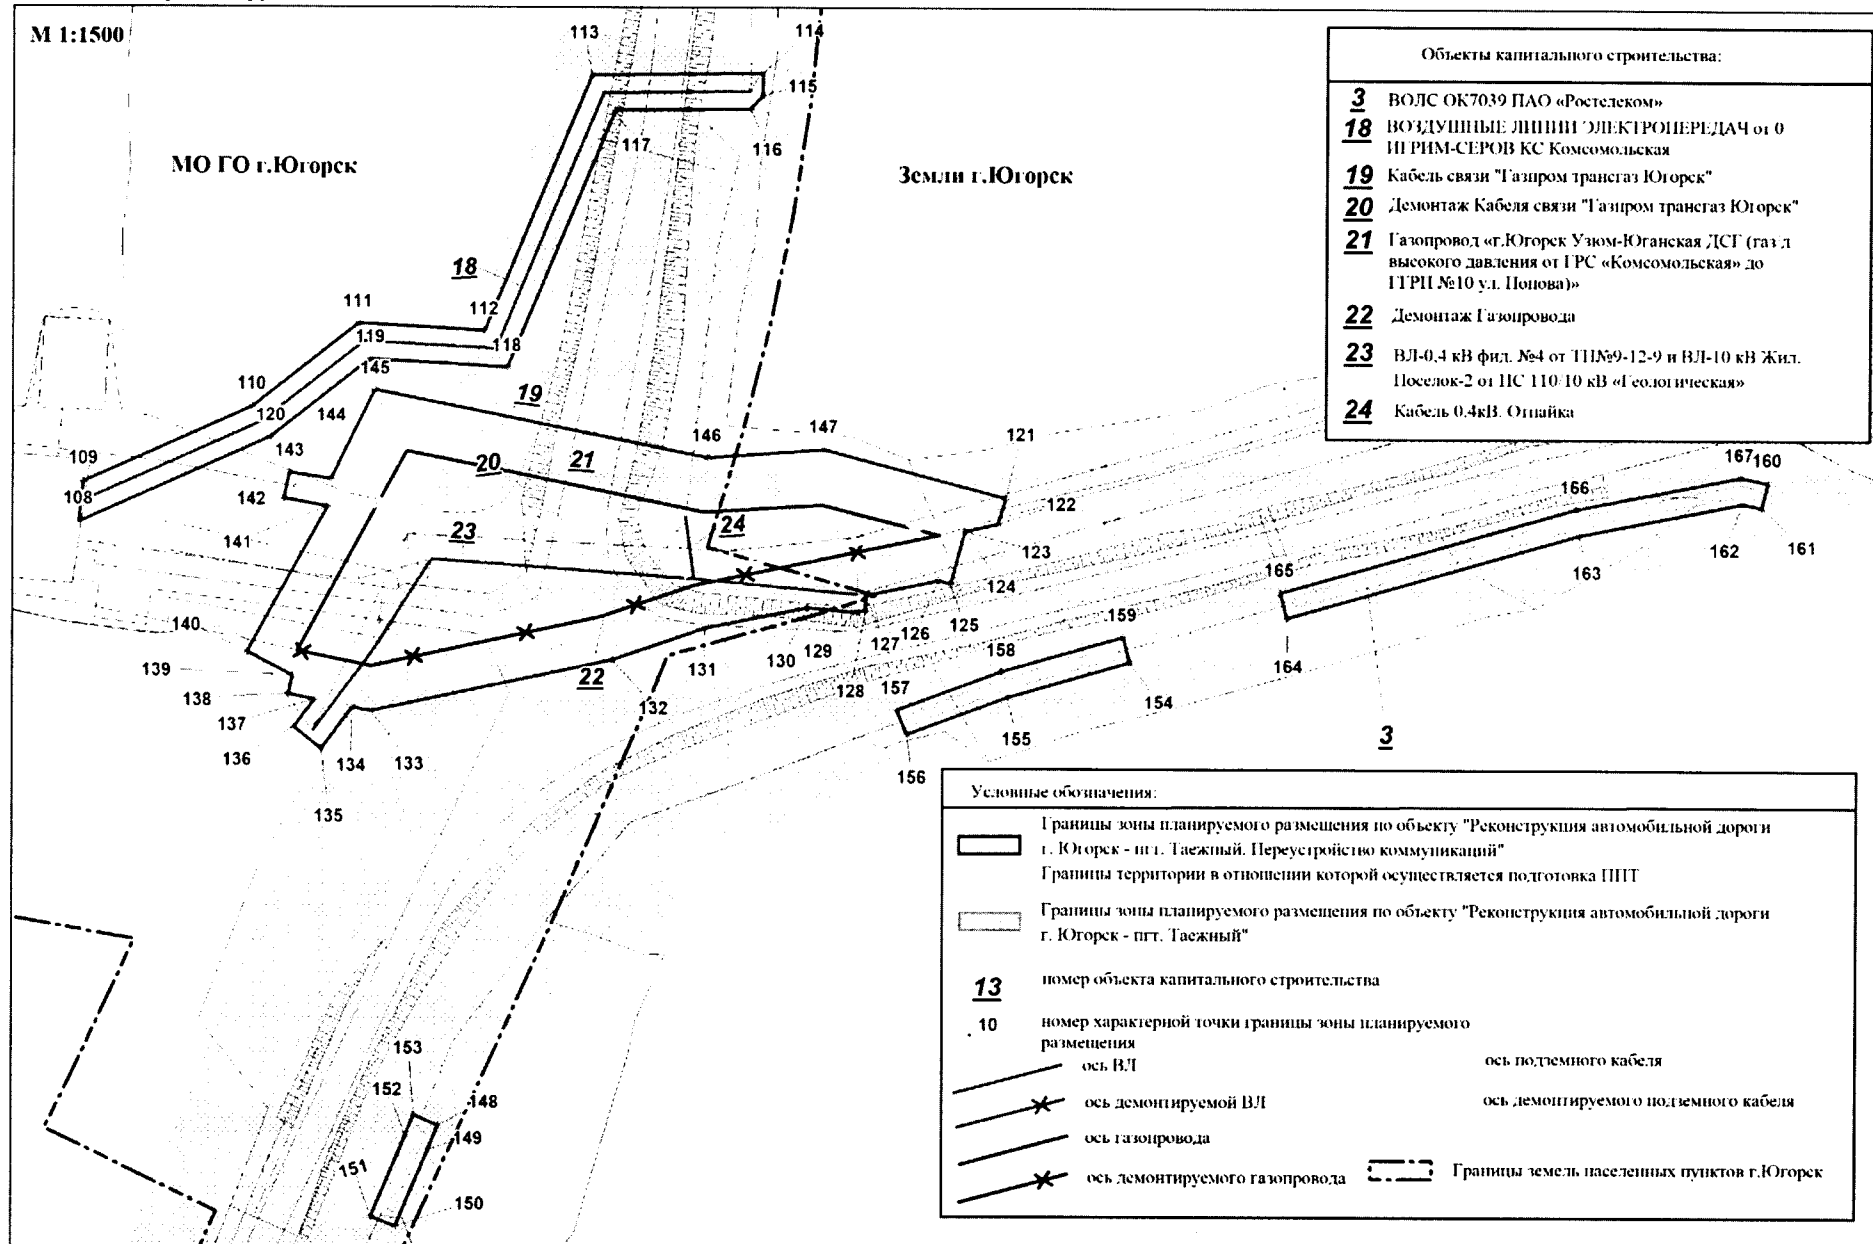 М 1:1500
113
114
115
117
116
МО ГО г.Югорск
Земли г.Югорск
18
111
112
119
118
145
110
120
144
19
109
143
146
147
121
20
21
108
142
122
24
141
23
123
124
165
166
167
160
162
161
163
140
139
138
137
136
22
131
130
129
126
125
127
128
158
159
164
157
154
132
134
133
155
156
3
135
153
152
148
149
151
150
Объекты капитального строительства:
3 ВОЛС ОК7039 ПАО «Ростелеком»
18 ВОЗДУШНЫЕ ЛИНИИ ЭЛЕКТРОПЕРЕДАЧ от 0
ИГРИМ-СЕРОВ КС Комсомольская
19 Кабель связи "Газпром трансгаз Югорск"
20 Демонтаж Кабеля связи "Газпром трансгаз Югорск"
21 Газопровод «г.Югорск Узюм-Юганская ДСГ (газ д
высокого давления от ГРС «Комсомольская» до
ГГРП №10 ул. Попова)»
22 Демонтаж Газопровода
23 ВЛ-0,4 кВ фид. №4 от ТП№9-12-9 и ВЛ-10 кВ Жил.
Поселок-2 от ПС 110/10 кВ «Геологическая»
24 Кабель 0.4кВ. Отпайка
Условные обозначения:
Границы зоны планируемого размещения по объекту "Реконструкция автомобильной дороги
г. Югорск - пгт. Таежный. Переустройство коммуникаций"
Границы территории в отношении которой осуществляется подготовка ППТ
Границы зоны планируемого размещения по объекту "Реконструкция автомобильной дороги
г. Югорск - пгт. Таежный"
13 номер объекта капитального строительства
. 10 номер характерной точки границы зоны планируемого
размещения
ось ВЛ
ось подземного кабеля
ось демонтируемой ВЛ
ось демонтируемого подземного кабеля
ось газопровода
ось демонтируемого газопровода
Границы земель населенных пунктов г.Югорск